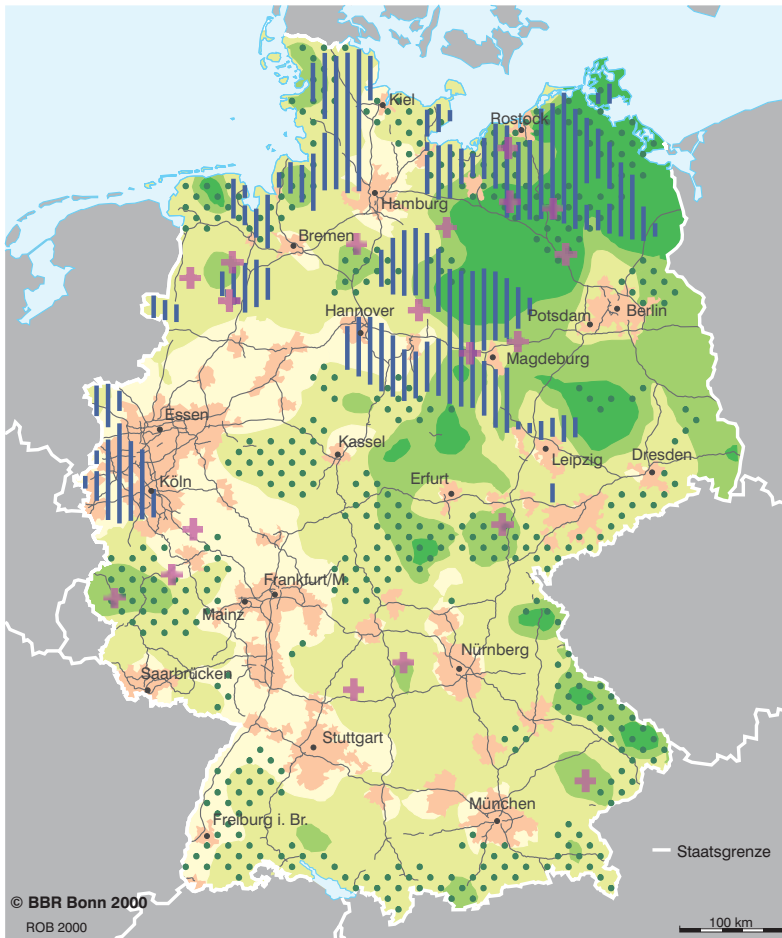 Kiel
Rostock
Hamburg
Bremen
Hannover
Potsdam
Berlin
Magdeburg
Essen
Kassel
Leipzig
Dresden
Köln
Erfurt
Frankfurt/M.
Mainz
Nürnberg
Saarbrücken
Stuttgart
München
Freiburg i. Br.
Staatsgrenze
© BBR Bonn 2000
ROB 2000
100 km